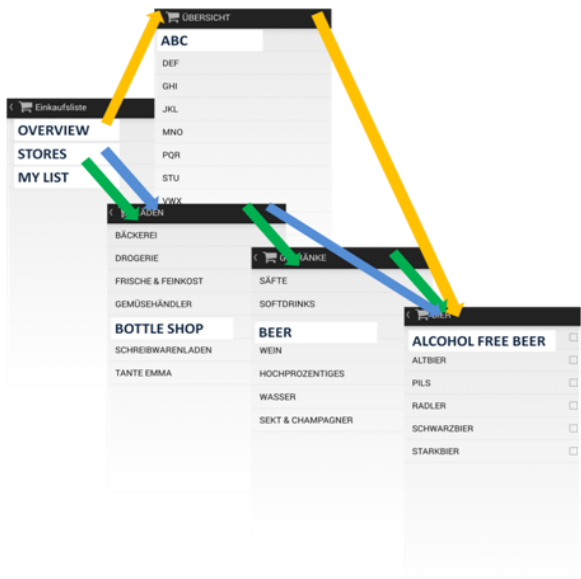 ÜBERSICHT
ABC
DEF
GHI
JKL
MNO
PQR
STU
VWX
Einkaufsliste
OVERVIEW
STORES
MY LIST
BÄCKEREI
DROGERIE
FRISCHE & FEINKOST
GEMÜSEHÄNDLER
BOTTLE SHOP
SCHREIBWARENLADEN
TANTE EMMA
SÄFTE
SOFTDRINKS
BEER
WEIN
HOCHPROZENTIGES
WASSER
SEKT & CHAMPAGNER
BIER
ALCOHOL FREE BEER
ALTBIER
PILS
RADLER
SCHWARZBIER
STARKBIER